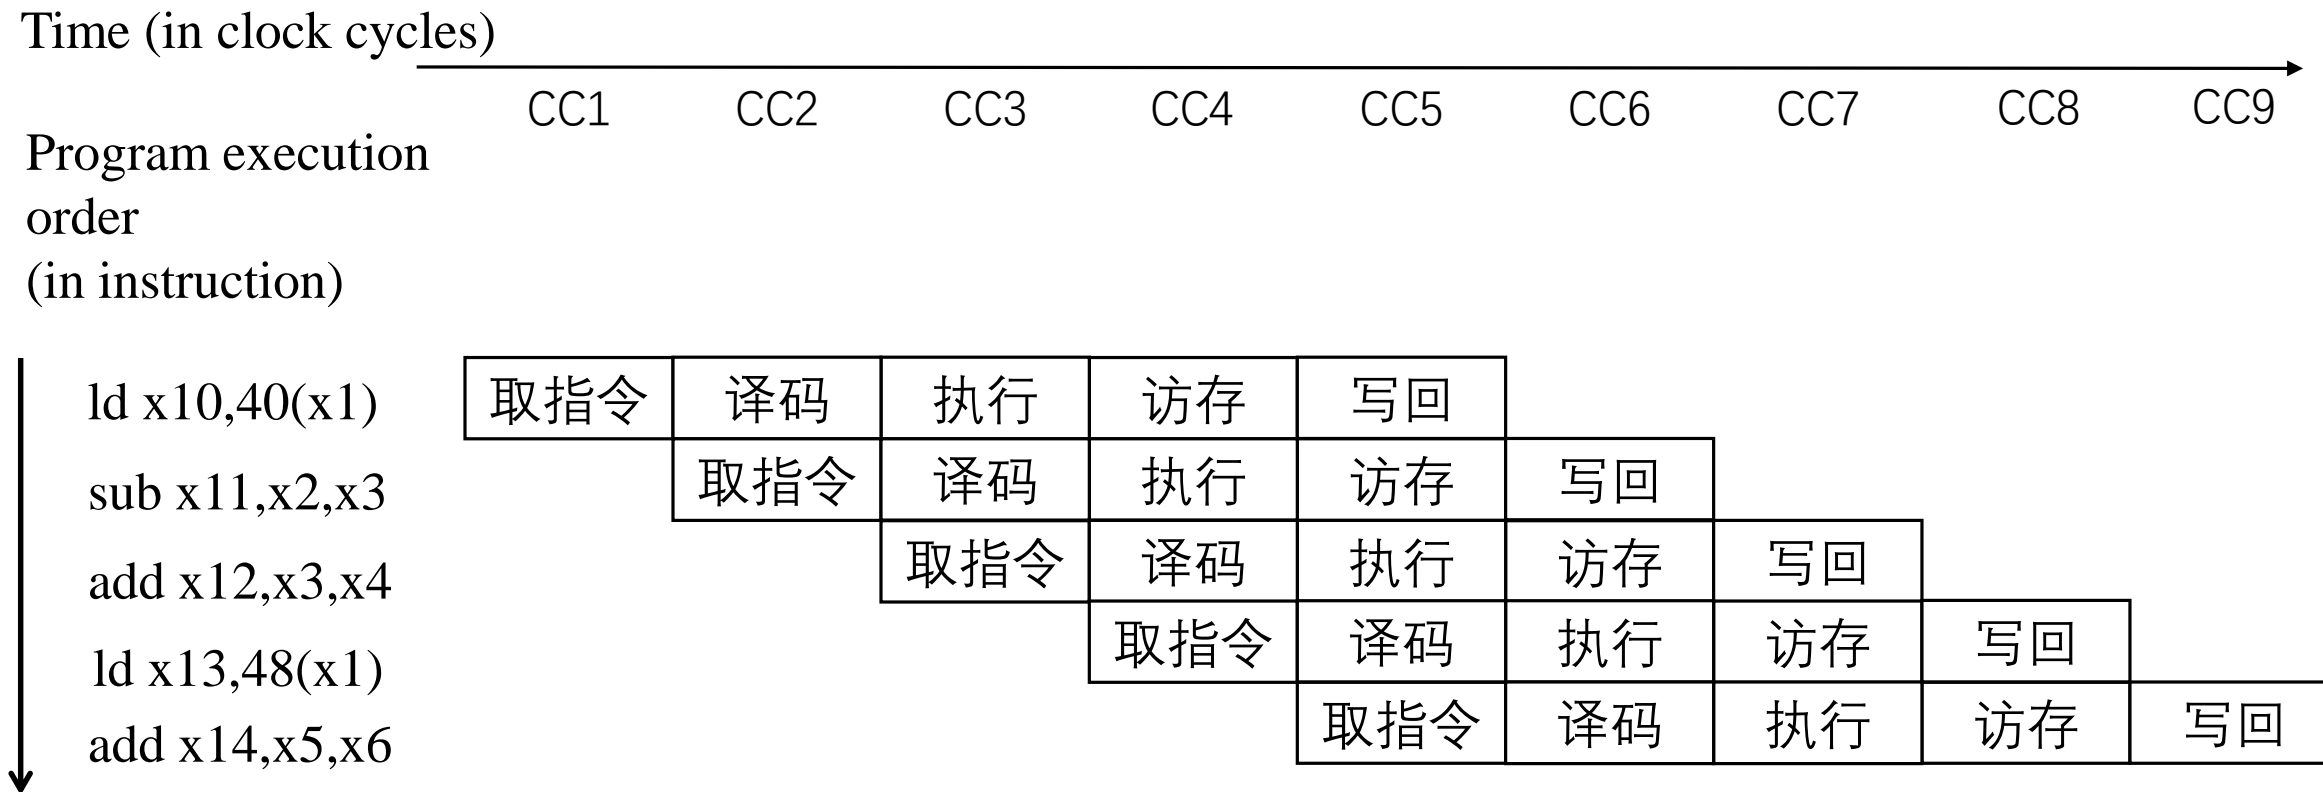 Time (in clock cycles)
CC1 CC2 CC3 CC4 CC5 CC6 CC7 CC8 CC9
Program execution
order
(in instruction)
ld x10,40(x1) 取指令 译码 执行 访存 写回
sub x11,x2,x3 取指令 译码 执行 访存 写回
add x12,x3,x4 取指令 译码 执行 访存 写回
ld x13,48(x1) 取指令 译码 执行 访存 写回
add x14,x5,x6 取指令 译码 执行 访存 写回